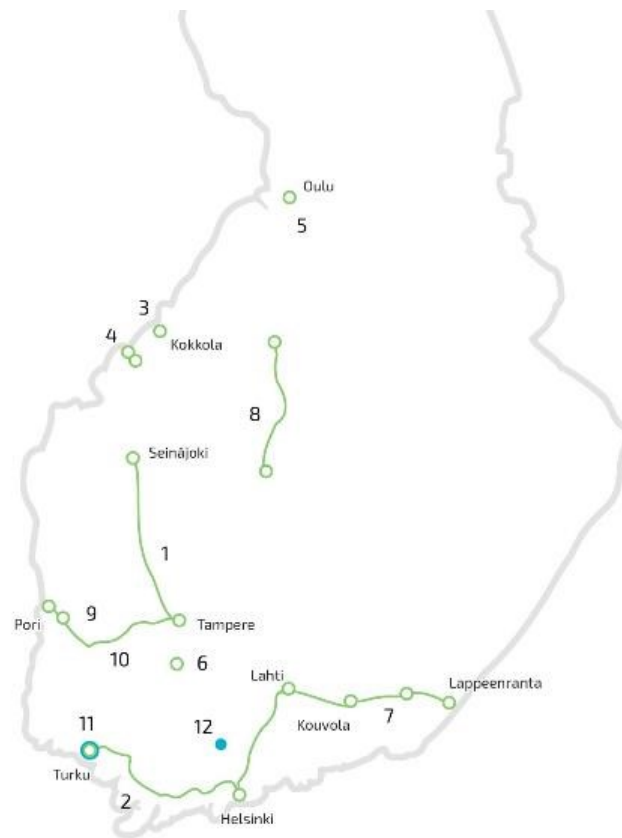 Oulu
5
3
4
Kokkola
8
Seinäjoki
1
9
Pori
Tampere
10
6
Lahti
Lappeenranta
Kouvola
7
11
12
Turku
2
Helsinki